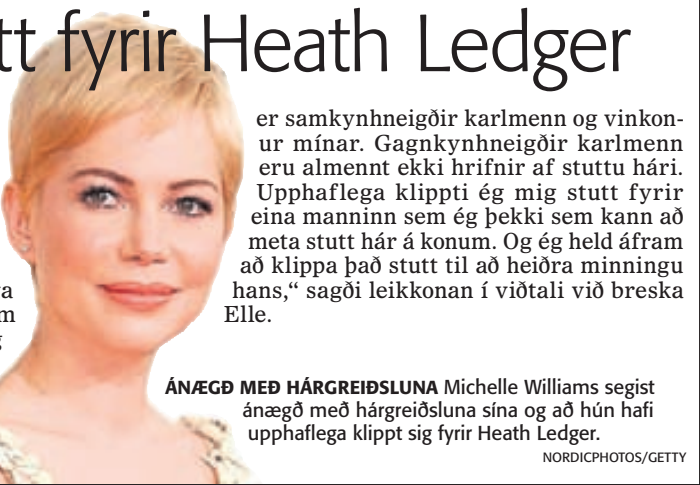 tt fyrir Heath Ledger
er samkynhneigðir karlmenn og vinkon-
ur mínar. Gagnkynhneigðir karlmenn
eru almennt ekki hrifnir af stuttu hári.
Upphaflega klippti ég mig stutt fyrir
eina manninn sem ég þekki sem kann að
meta stutt hár á konum. Og ég held áfram
að klippa það stutt til að heiðra minningu
hans,“ sagði leikkonan í viðtali við breska
Elle.
ÁNÆGÐ MEÐ HÁRGREIÐSLUNA Michelle Williams segist
ánægð með hárgreiðsluna sína og að hún hafi
upphaflega klippt sig fyrir Heath Ledger.
NORDICPHOTOS/GETTY